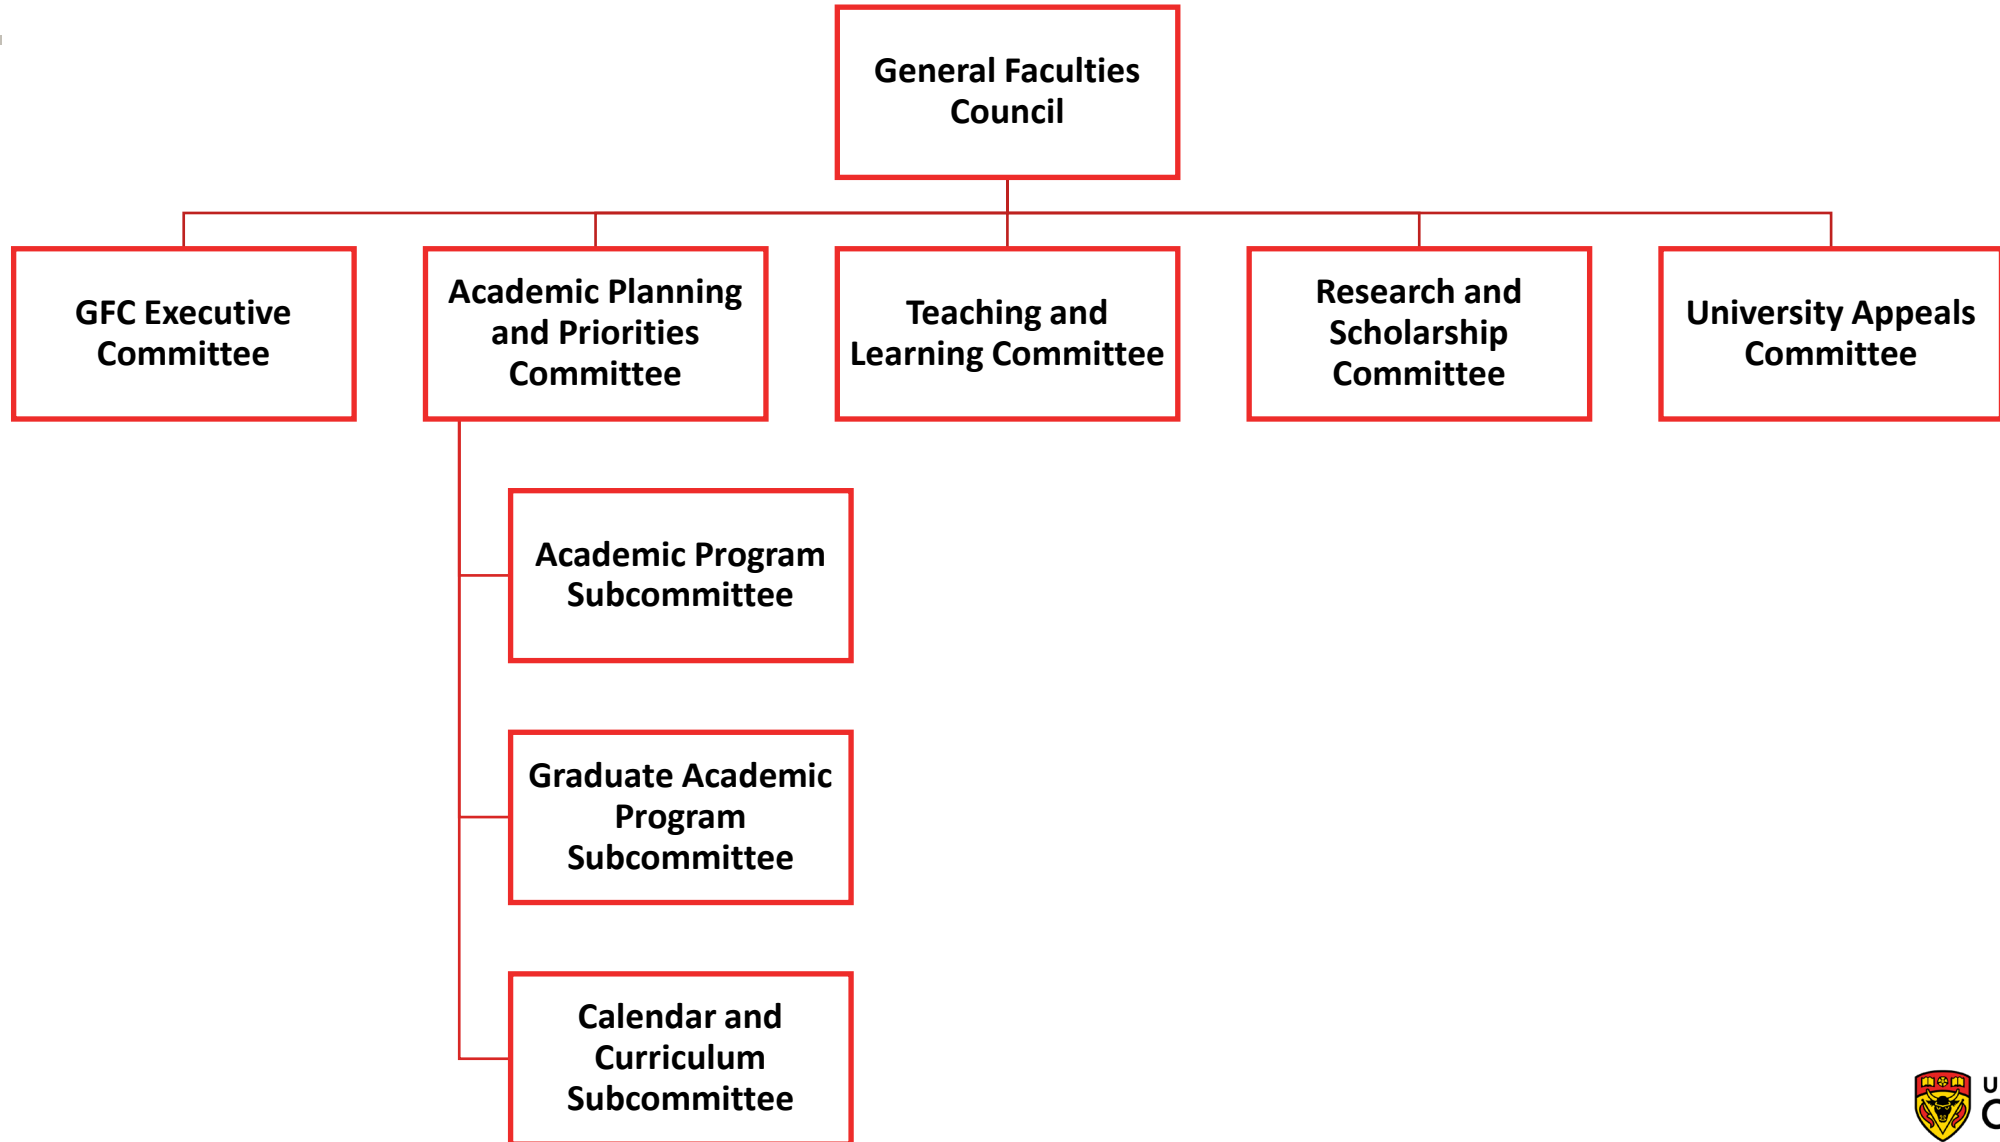 General Faculties
Council
GFC Executive
Committee
Academic Planning
and Priorities
Committee
Teaching and
Learning Committee
Research and
Scholarship
Committee
University Appeals
Committee
Academic Program
Subcommittee
Graduate Academic
Program
Subcommittee
Calendar and
Curriculum
Subcommittee